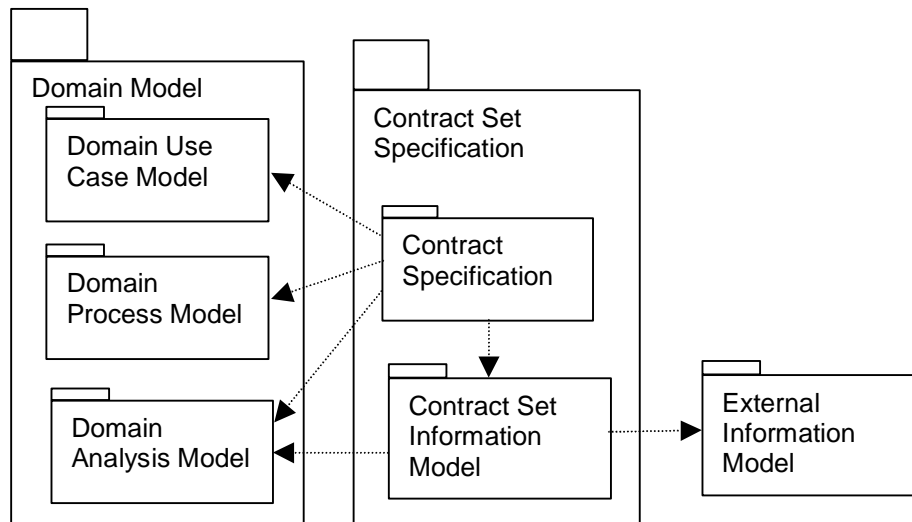 Domain Model
Domain Use
Case Model
Domain
Process Model
Domain
Analysis Model
Contract Set
Specification
Contract
Specification
Contract Set
Information
Model
External
Information
Model